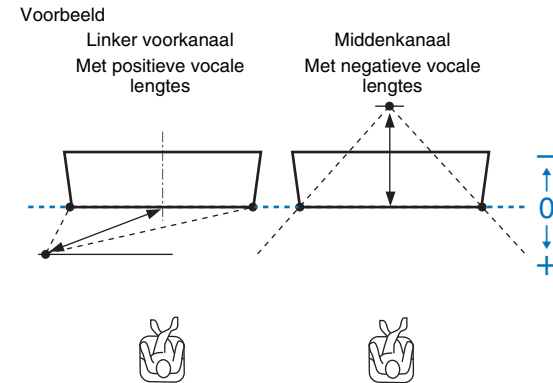 Voorbeeld
Linker voorkanaal
Met positieve vocale
lengtes
Middenkanaal
Met negatieve vocale
lengtes
–
0
+